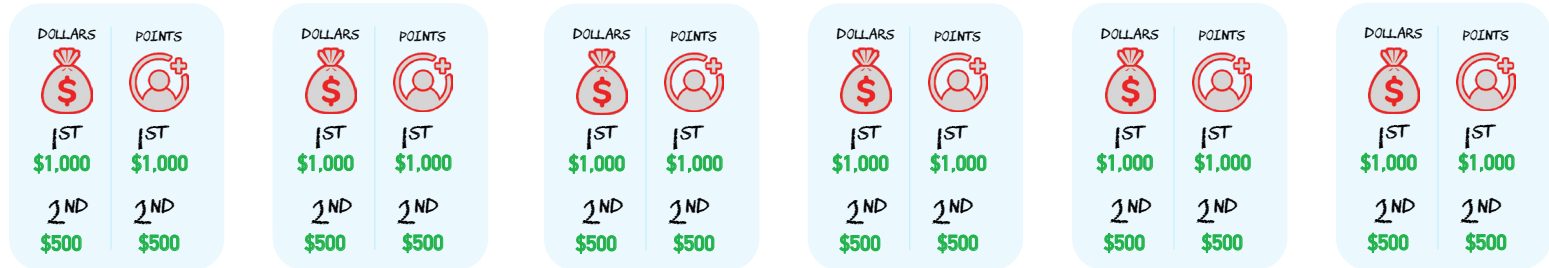 DOLLARS POINTS
$
1ST 1ST
$1,000 $1,000
2ND 2ND
$500 $500
DOLLARS POINTS
$
1ST 1ST
$1,000 $1,000
2ND 2ND
$500 $500
DOLLARS POINTS
$
1ST 1ST
$1,000 $1,000
2ND 2ND
$500 $500
DOLLARS POINTS
$
1ST 1ST
$1,000 $1,000
2ND 2ND
$500 $500
DOLLARS POINTS
$
1ST 1ST
$1,000 $1,000
2ND 2ND
$500 $500
DOLLARS POINTS
$
1ST 1ST
$1,000 $1,000
2ND 2ND
$500 $500